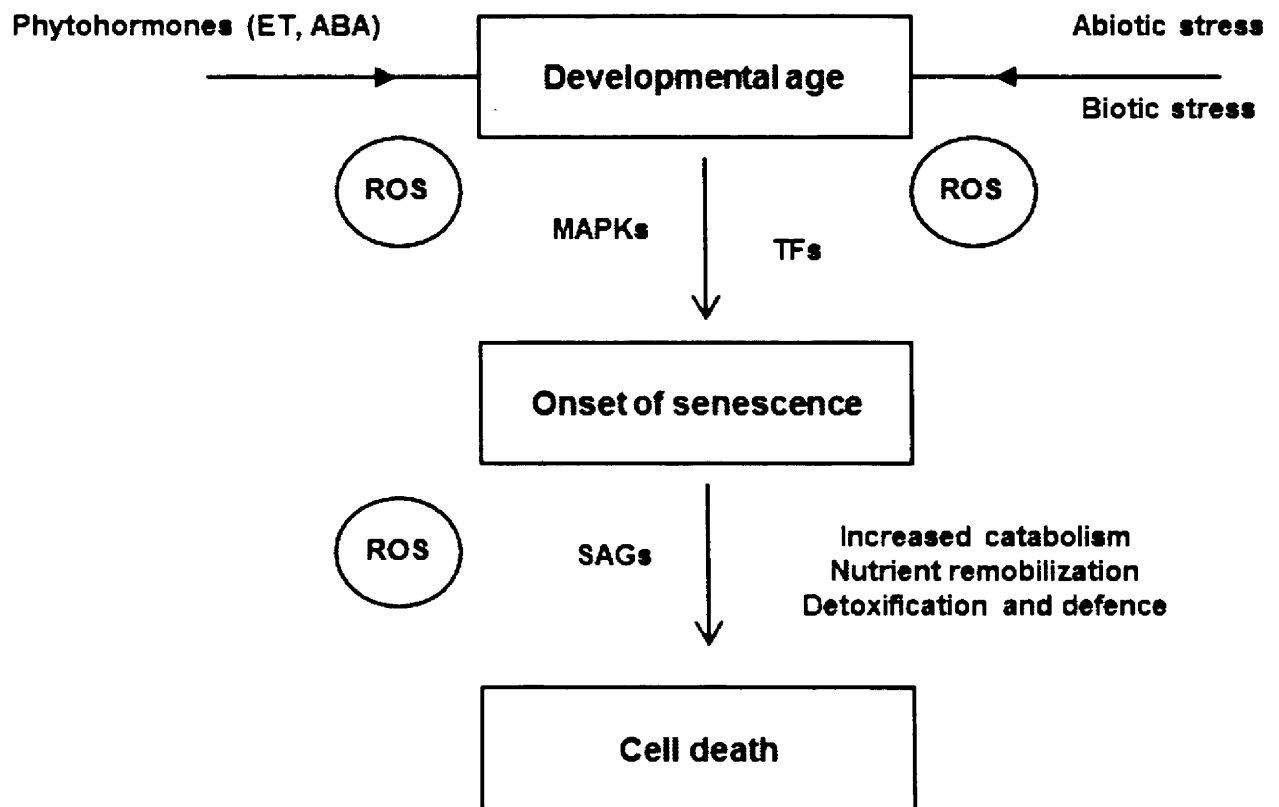 Phytohormones (ET, ABA)
Abiotic stress
Developmental age
Biotic stress
ROS
ROS
MAPKs
TFs
Onset of senescence
ROS
SAGs
Increased catabolism
Nutrient remobilization
Detoxification and defence
Cell death